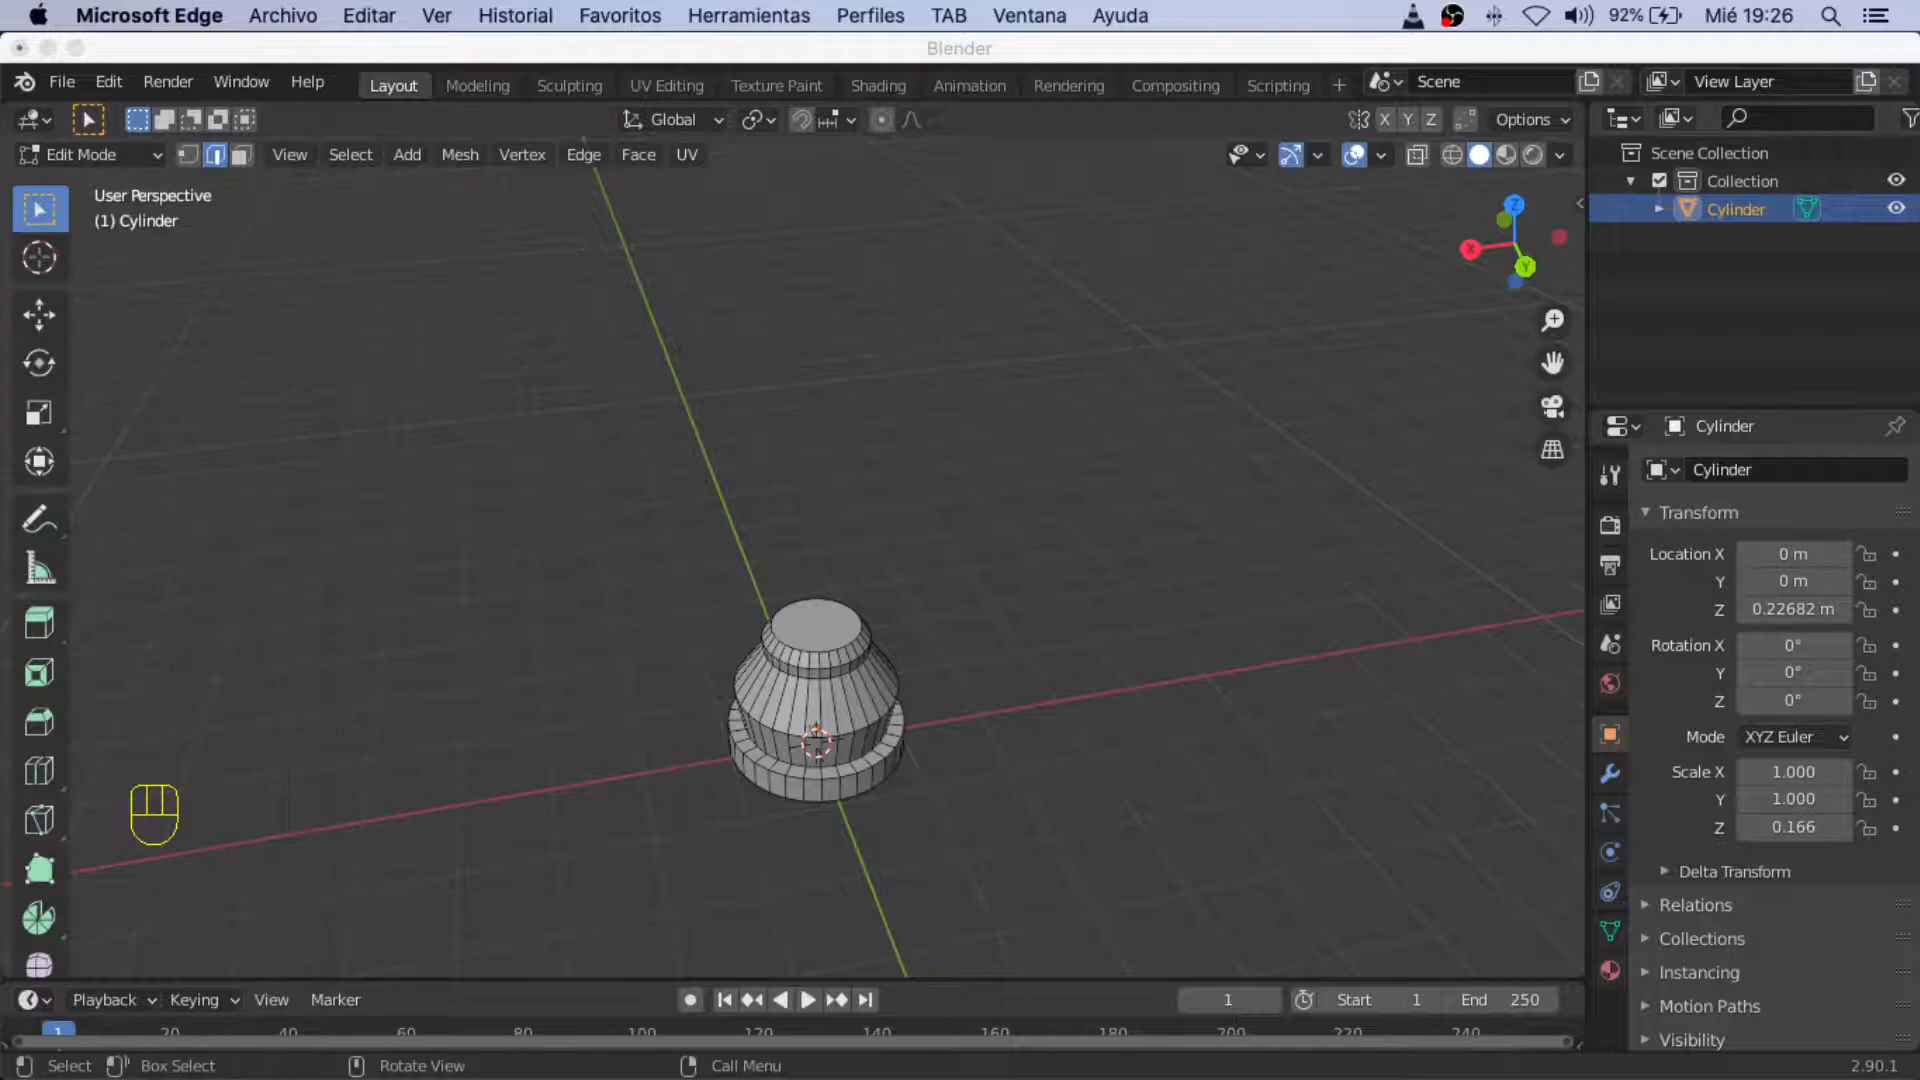 Microsoft Edge Archivo Editar Ver Historial Favoritos Herramientas Perfiles TAB Ventana Ayuda 92% Mié 19:26
Blender
File Edit Render Window Help Layout Modeling Sculpting UV Editing Texture Paint Shading Animation Rendering Compositing Scripting + Scene View Layer
Global X Y Z Options
Edit Mode View Select Add Mesh Vertex Edge Face UV
Scene Collection
Collection
Cylinder
User Perspective
(1) Cylinder
Z
X
Y
Cylinder
Cylinder
Transform
Location X 0 m
Y 0 m
Z 0.22682 m
Rotation X 0°
Y 0°
Z 0°
Mode XYZ Euler
Scale X 1.000
Y 1.000
Z 0.166
Delta Transform
Relations
Collections
Instancing
Motion Paths
Visibility
Playback Keying View Marker 1 Start 1 End 250
1 20 40 60 80 100 120 140 160 180 200 220 240
Select Box Select Rotate View Call Menu 2.90.1